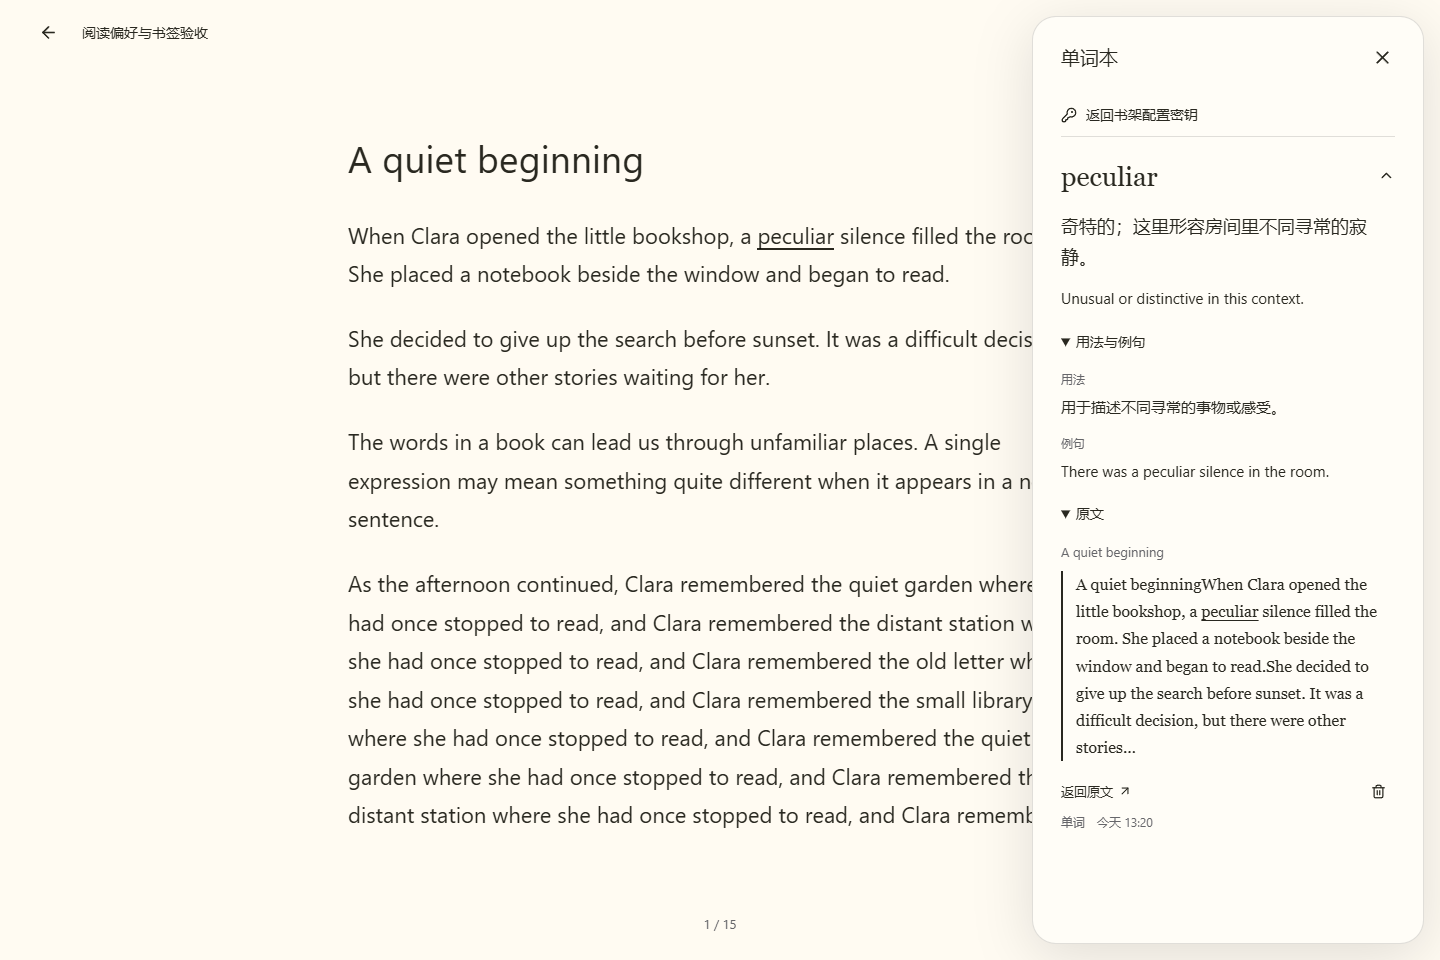 阅读偏好与书签验收
A quiet beginning
When Clara opened the little bookshop, a peculiar silence filled the
She placed a notebook beside the window and began to read.
She decided to give up the search before sunset. It was a difficult
but there were other stories waiting for her.
The words in a book can lead us through unfamiliar places. A single
expression may mean something quite different when it appears in a
sentence.
As the afternoon continued, Clara remembered the quiet garden where
had once stopped to read, and Clara remembered the distant station
she had once stopped to read, and Clara remembered the old letter
she had once stopped to read, and Clara remembered the small library
where she had once stopped to read, and Clara remembered the quiet
garden where she had once stopped to read, and Clara remembered
distant station where she had once stopped to read, and Clara
1 / 15
单词本
返回书架配置密钥
peculiar
奇特的；这里形容房间里不同寻常的寂
静。
Unusual or distinctive in this context.
用法与例句
用法
用于描述不同寻常的事物或感受。
例句
There was a peculiar silence in the room.
原文
A quiet beginning
A quiet beginningWhen Clara opened the
little bookshop, a peculiar silence filled the
room. She placed a notebook beside the
window and began to read.She decided to
give up the search before sunset. It was a
difficult decision, but there were other
stories...
返回原文
单词 今天 13:20